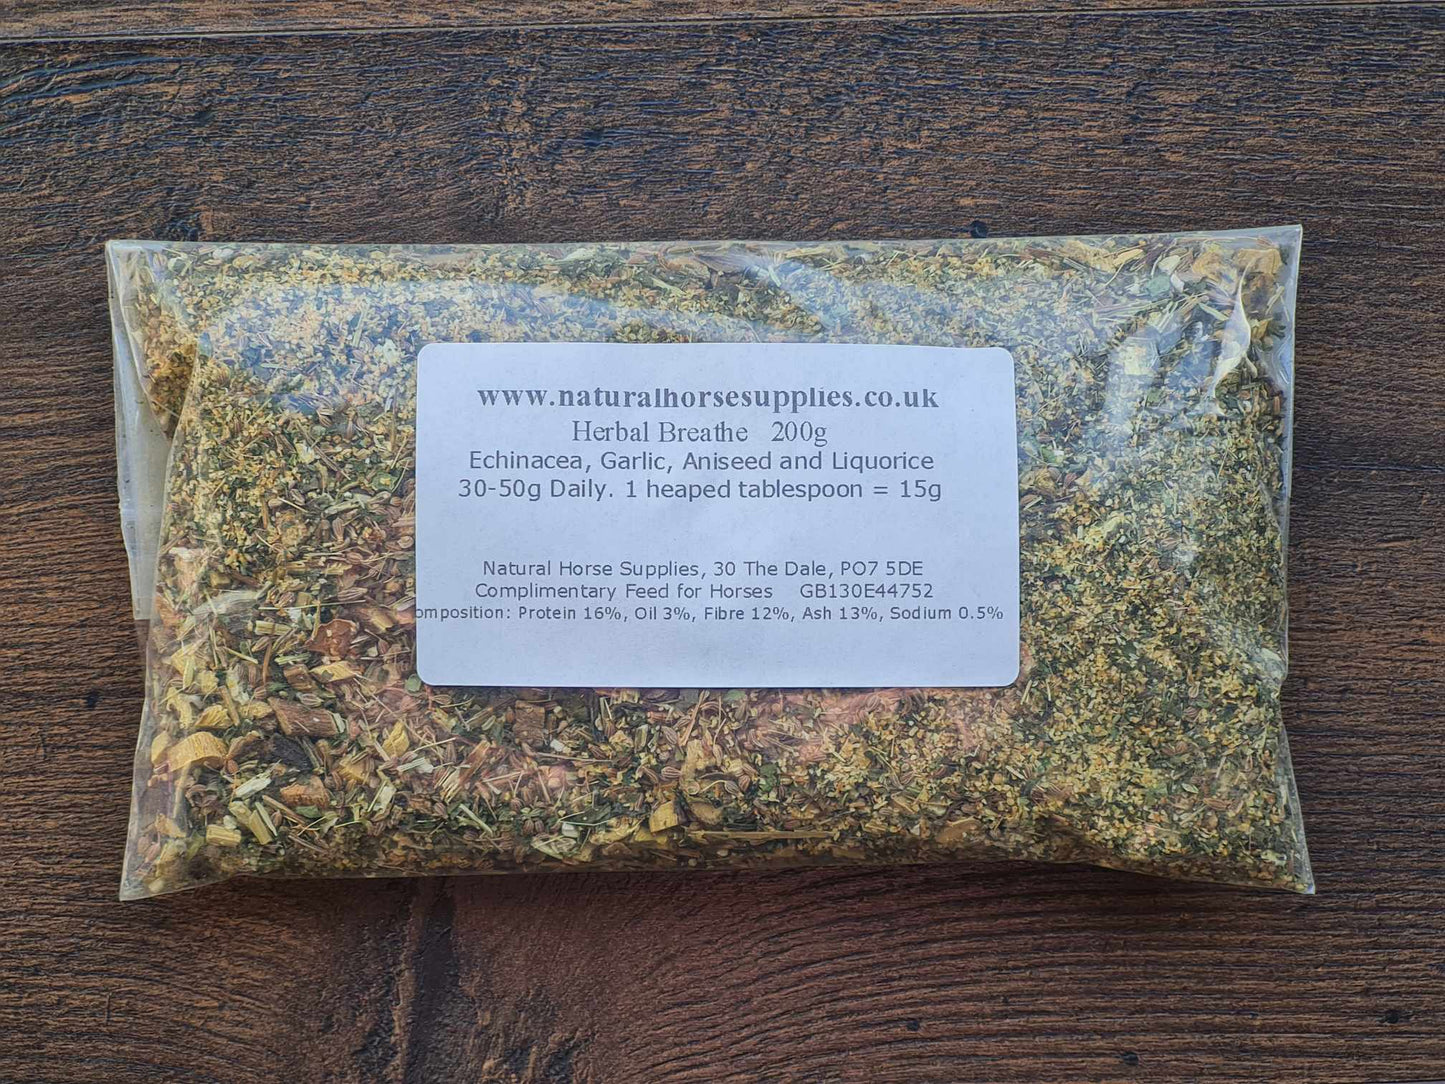 www.naturalhorsesupplies.co.uk
Herbal Breathe 200g
Echinacea, Garlic, Aniseed and Liquorice
30-50g Daily. 1 heaped tablespoon = 15g
Natural Horse Supplies, 30 The Dale, PO7 5DE
Complimentary Feed for Horses GB130E44752
omposition: Protein 16%, Oil 3%, Fibre 12%, Ash 13%, Sodium 0.5%